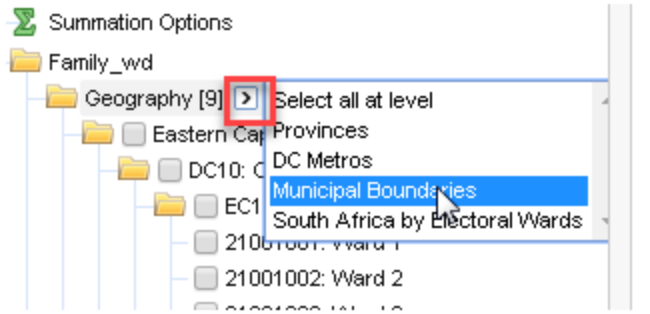 Summation Options
Family_wd
Geography [9]
Select all at level
Eastern Provinces
DC Metros
DC10:
Municipal Boundaries
EC1
South Africa by Electoral Wards
21001001: Ward 1
21001002: Ward 2